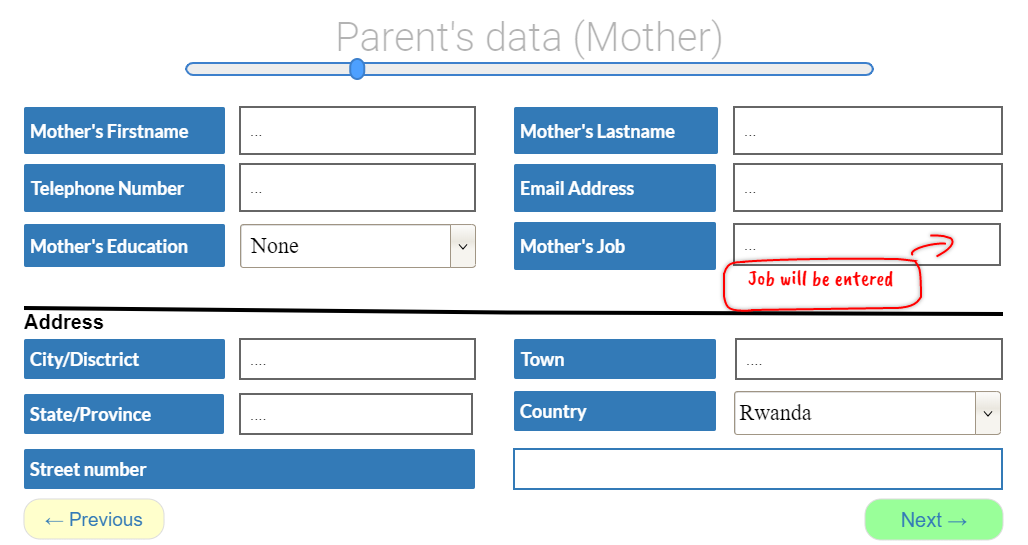 Parent's data (Mother)
Mother's Firstname ... Mother's Lastname ...
Telephone Number ... Email Address ...
Mother's Education None Mother's Job ...
Job will be entered
Address
City/Disctrict .... Town ....
State/Province .... Country Rwanda
Street number
← Previous Next →